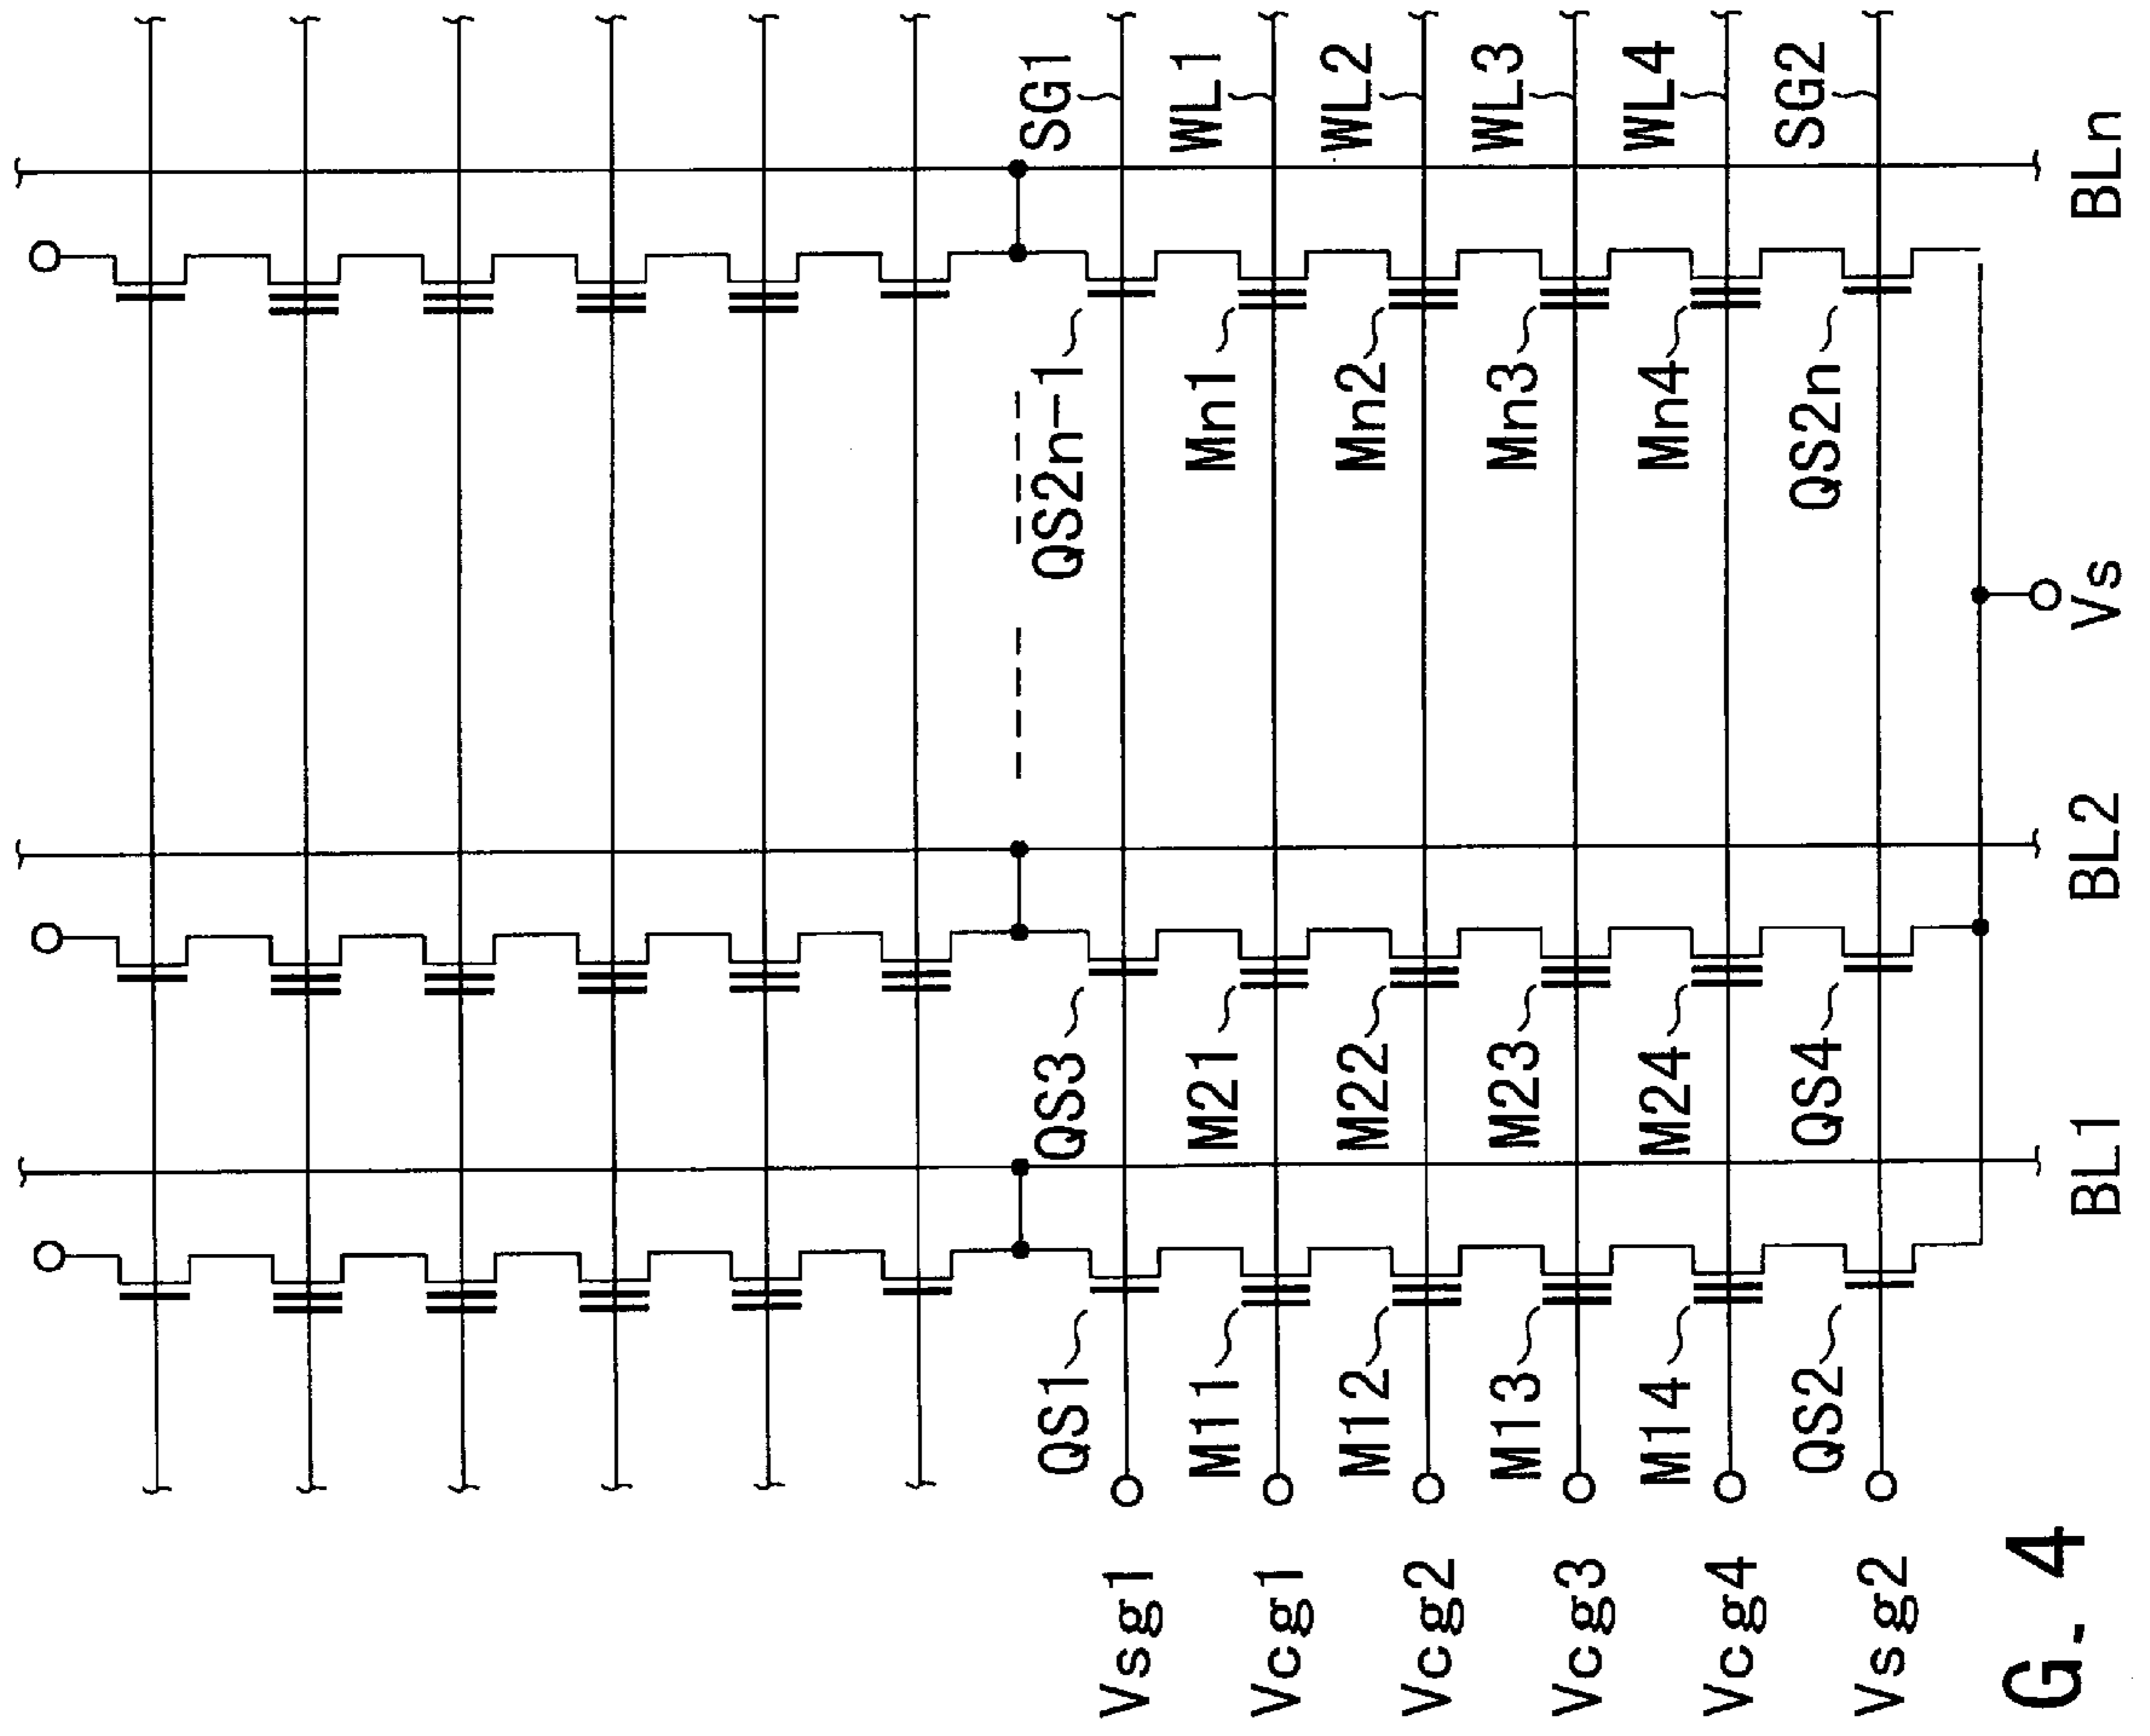 SG1
WL1
WL2
WL3
WL4
SG2
BLn
QS2n-1
Mn1
Mn2
Mn3
Mn4
QS2n
Vs
BL2
QS3
M21
M22
M23
M24
QS4
BL1
QS1
M11
M12
M13
M14
QS2
Vsg1
Vcg1
Vcg2
Vcg3
Vcg4
Vsg2
G. 4